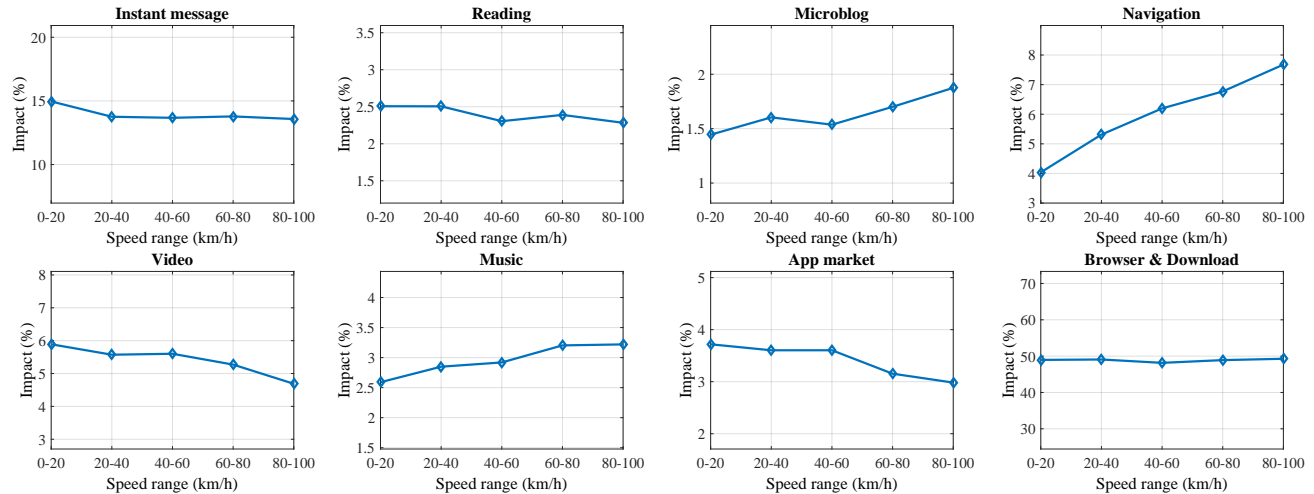 Instant message
Impact (%)
20
15
10
0-20 20-40 40-60 60-80 80-100
Speed range (km/h)
Reading
Impact (%)
3.5
3
2.5
2
1.5
0-20 20-40 40-60 60-80 80-100
Speed range (km/h)
Microblog
Impact (%)
2
1.5
1
0-20 20-40 40-60 60-80 80-100
Speed range (km/h)
Navigation
Impact (%)
8
7
6
5
4
3
0-20 20-40 40-60 60-80 80-100
Speed range (km/h)
Video
Impact (%)
8
7
6
5
4
3
0-20 20-40 40-60 60-80 80-100
Speed range (km/h)
Music
Impact (%)
4
3.5
3
2.5
2
1.5
0-20 20-40 40-60 60-80 80-100
Speed range (km/h)
App market
Impact (%)
5
4
3
2
0-20 20-40 40-60 60-80 80-100
Speed range (km/h)
Browser & Download
Impact (%)
70
60
50
40
30
0-20 20-40 40-60 60-80 80-100
Speed range (km/h)